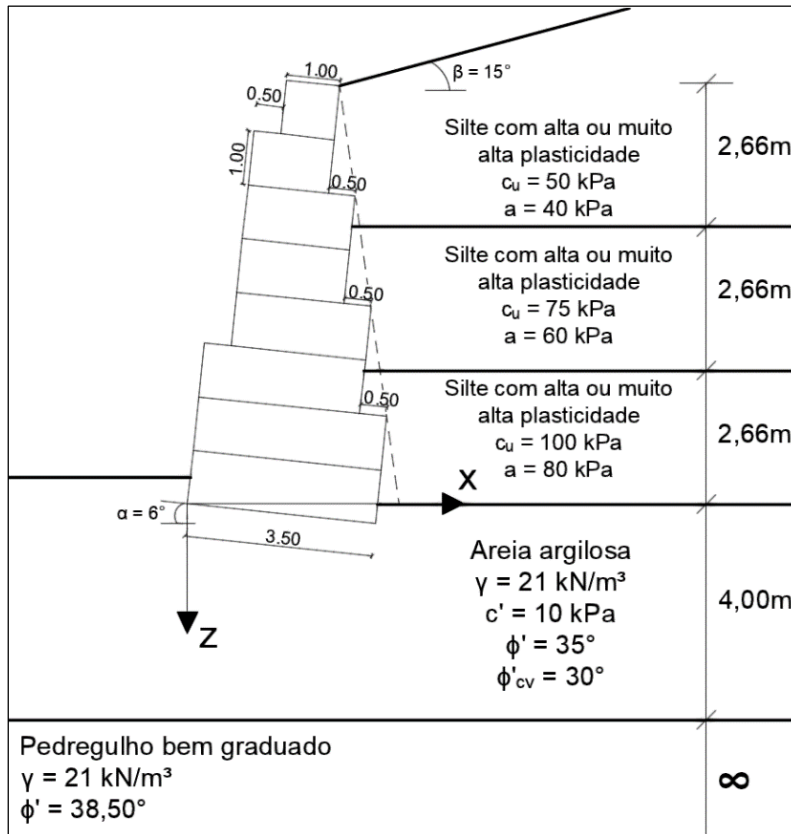 1.00
β = 15°
0.50
1.00
Silte com alta ou muito
alta plasticidade
cᵤ = 50 kPa
a = 40 kPa
2,66m
0.50
Silte com alta ou muito
alta plasticidade
cᵤ = 75 kPa
a = 60 kPa
2,66m
0.50
Silte com alta ou muito
alta plasticidade
cᵤ = 100 kPa
a = 80 kPa
2,66m
0.50
X
α = 6°
3.50
Z
Areia argilosa
γ = 21 kN/m³
c' = 10 kPa
ϕ' = 35°
ϕ'cv = 30°
4,00m
Pedregulho bem graduado
γ = 21 kN/m³
ϕ' = 38,50°
∞